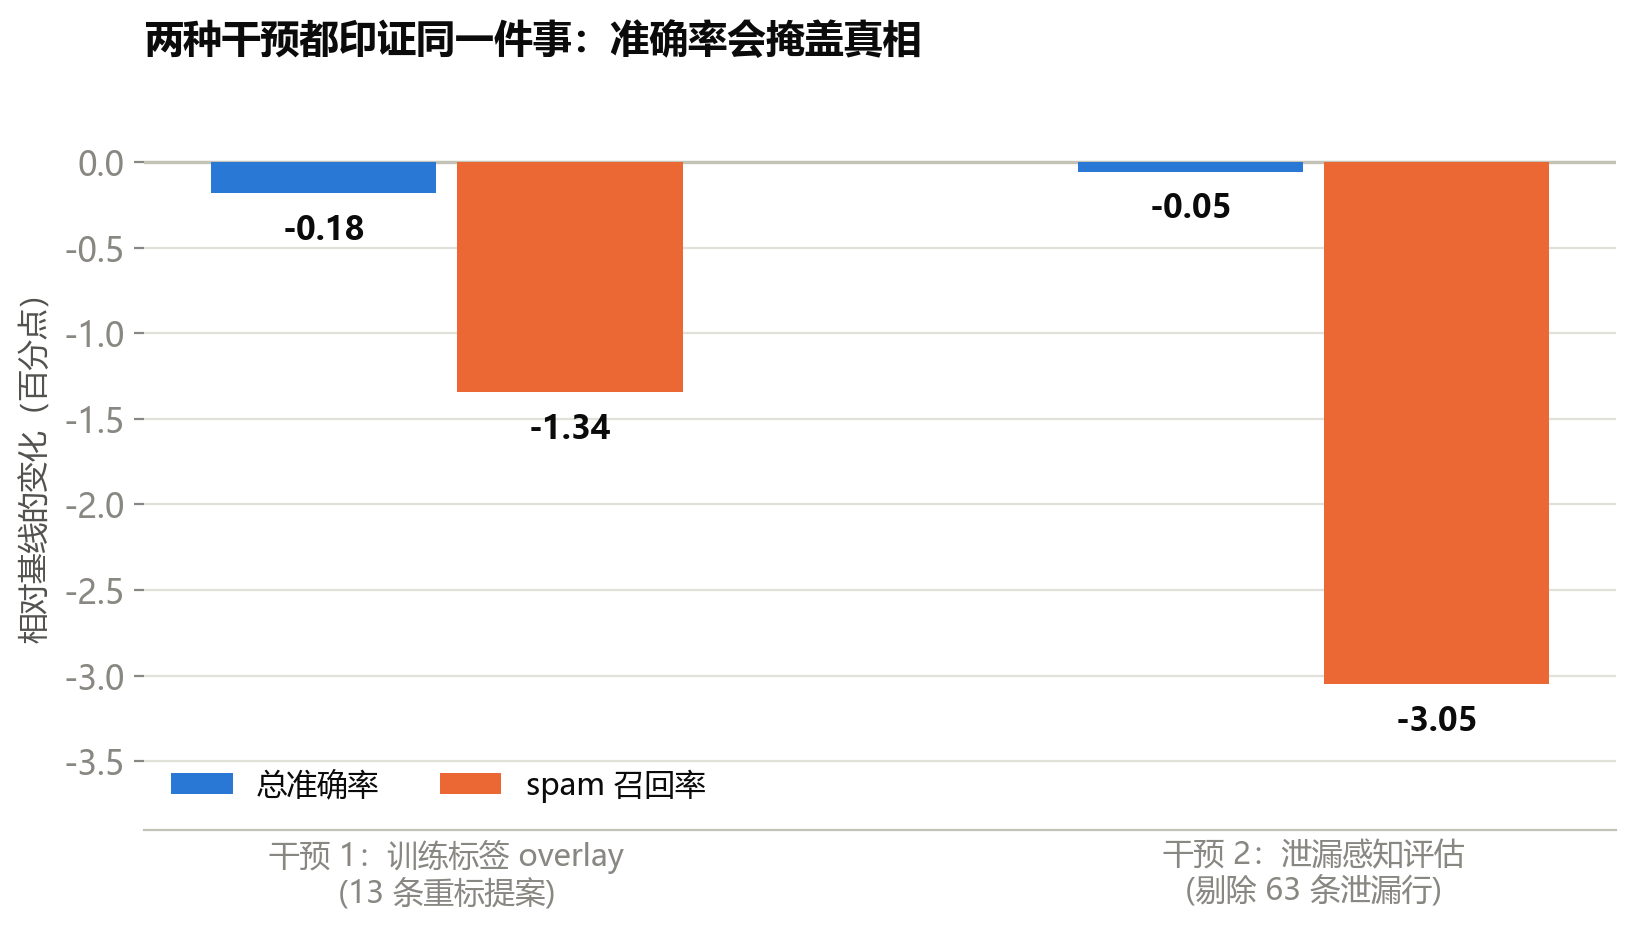 两种干预都印证同一件事：准确率会掩盖真相
相对基线的变化（百分点）
0.0
-0.5
-1.0
-1.5
-2.0
-2.5
-3.0
-3.5
-0.18
-1.34
-0.05
-3.05
总准确率
spam 召回率
干预 1：训练标签 overlay
(13 条重标提案)
干预 2：泄漏感知评估
(剔除 63 条泄漏行)